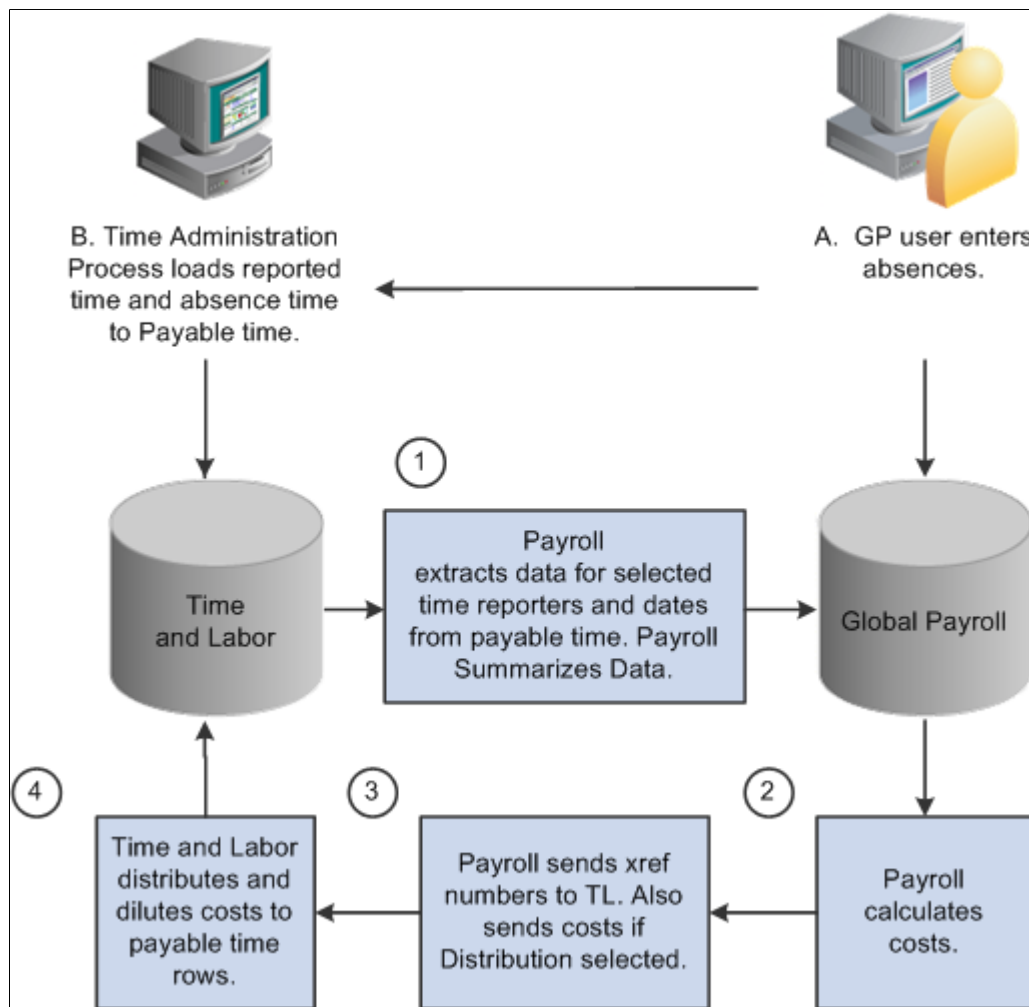 B. Time Administration
Process loads reported
time and absence time
to Payable time.
A.  GP user enters
absences.
1
Time
and Labor
Payroll
extracts data for selected
time reporters and dates
from payable time. Payroll
Summarizes Data.
Global Payroll
4
3
2
Time and Labor
distributes and
dilutes costs to
payable time
rows.
Payroll sends xref
numbers to TL. Also
sends costs if
Distribution selected.
Payroll
calculates
costs.